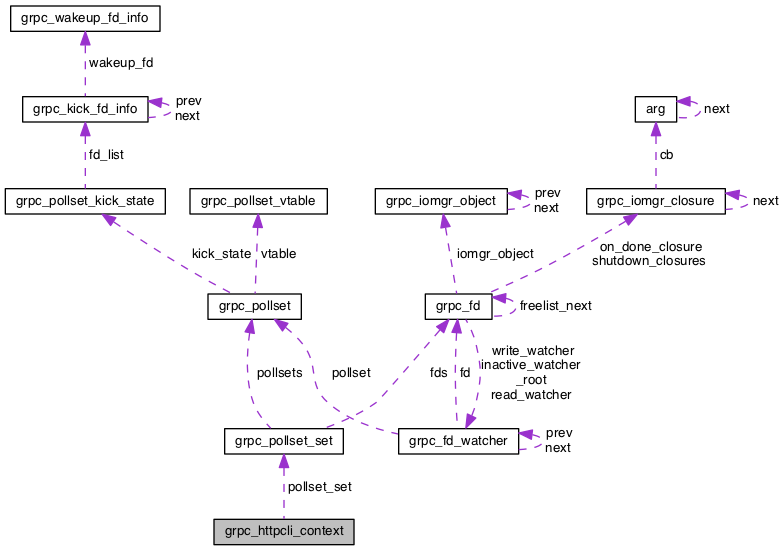 grpc_wakeup_fd_info
wakeup_fd
grpc_kick_fd_info
prev
next
arg
next
fd_list
cb
grpc_pollset_kick_state
grpc_pollset_vtable
grpc_iomgr_object
prev
next
grpc_iomgr_closure
next
kick_state
vtable
iomgr_object
on_done_closure
shutdown_closures
grpc_pollset
grpc_fd
freelist_next
pollsets
pollset
fds
fd
write_watcher
inactive_watcher
_root
read_watcher
grpc_pollset_set
grpc_fd_watcher
prev
next
pollset_set
grpc_httpcli_context